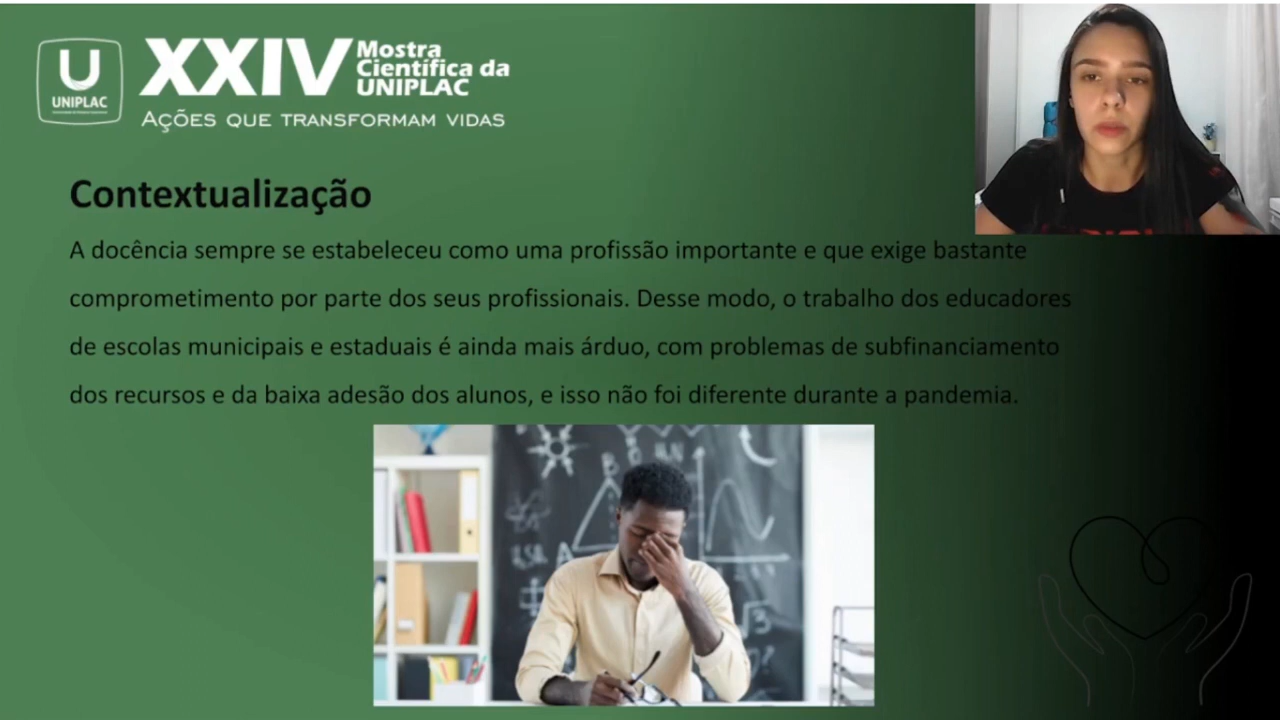 UNIPLAC
XXIV Mostra
Científica da
UNIPLAC
AÇÕES QUE TRANSFORMAM VIDAS
Contextualização
A docência sempre se estabeleceu como uma profissão importante e que exige bastante
comprometimento por parte dos seus profissionais. Desse modo, o trabalho dos educadores
de escolas municipais e estaduais é ainda mais árduo, com problemas de subfinanciamento
dos recursos e da baixa adesão dos alunos, e isso não foi diferente durante a pandemia.